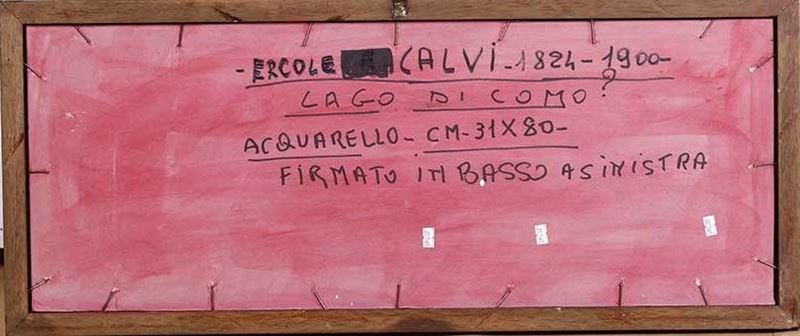 - ERCOLE CALVI - 1824 - 1900 -
LAGO DI COMO?
ACQUARELLO - CM - 31X80 -
FIRMATO IN BASSO A SINISTRA